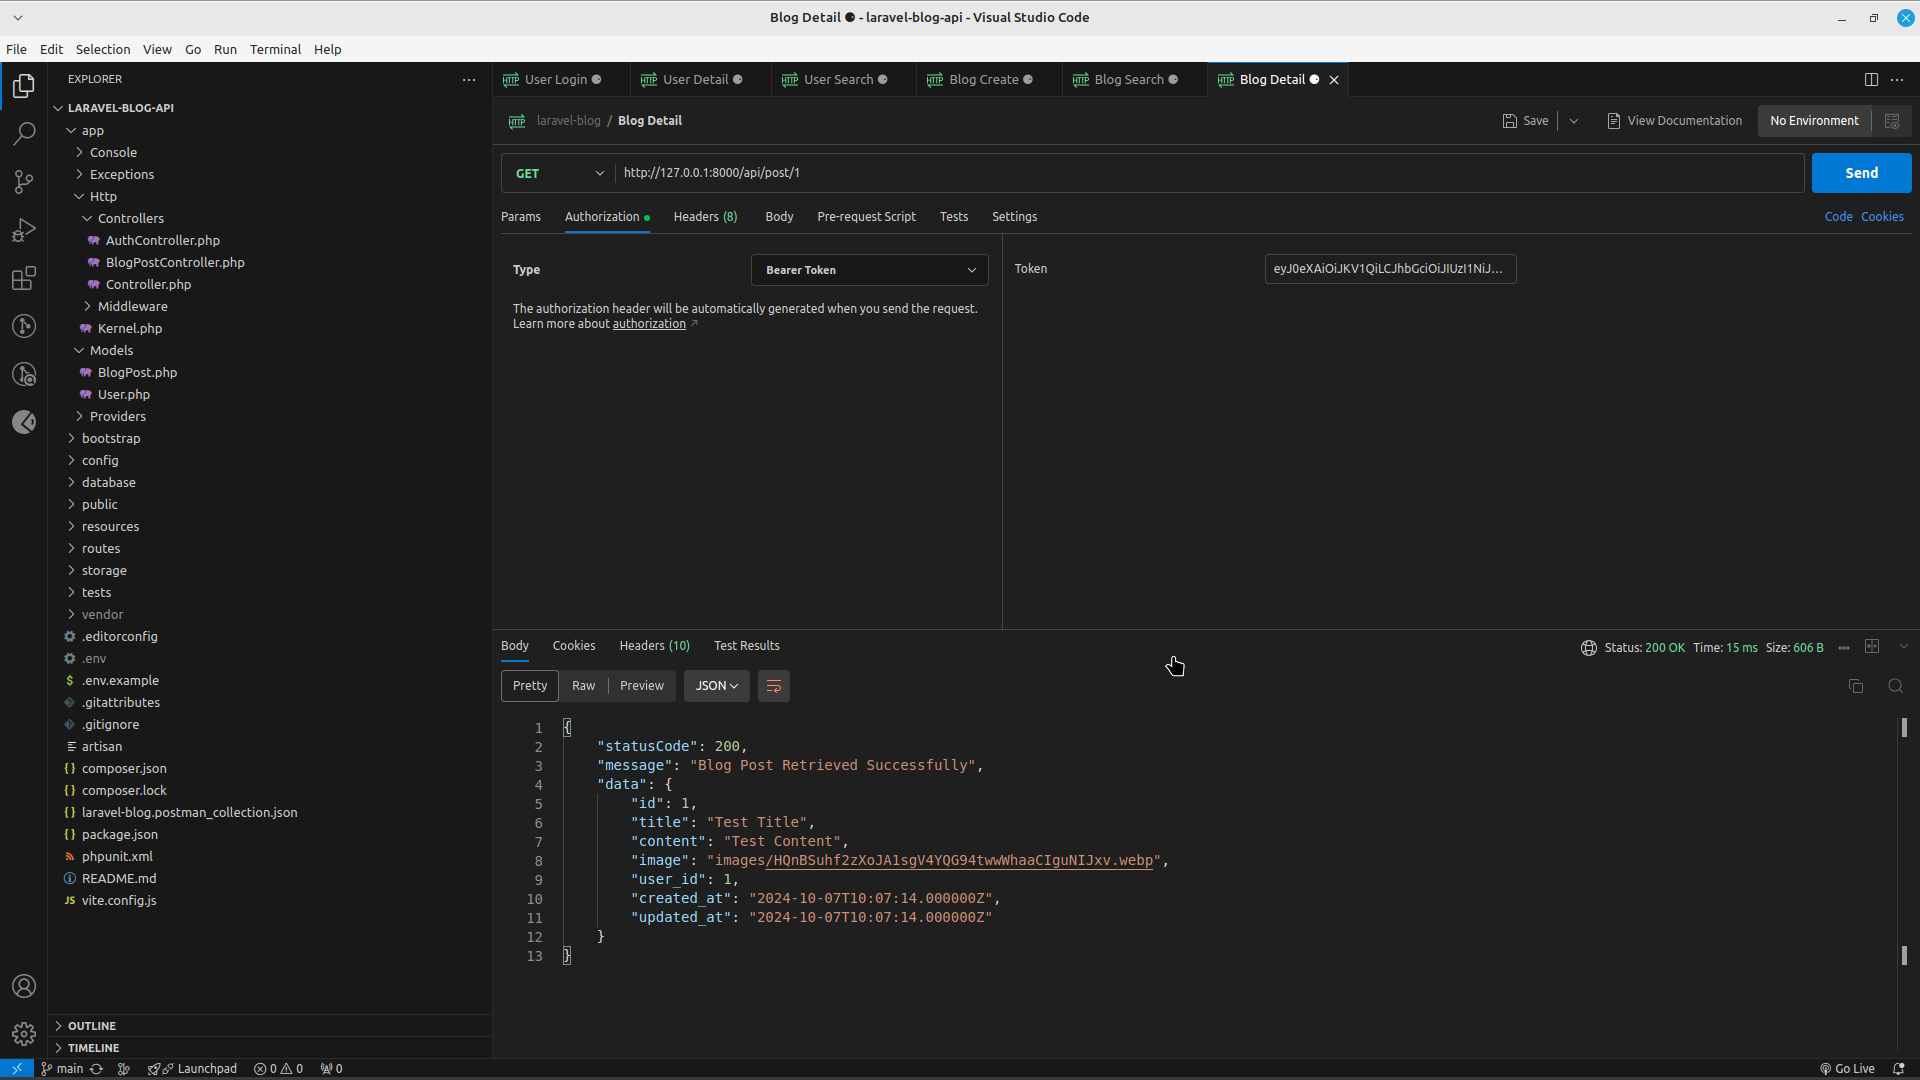 Blog Detail ● - laravel-blog-api - Visual Studio Code
File Edit Selection View Go Run Terminal Help
EXPLORER
LARAVEL-BLOG-API
app
Console
Exceptions
Http
Controllers
AuthController.php
BlogPostController.php
Controller.php
Middleware
Kernel.php
Models
BlogPost.php
User.php
Providers
bootstrap
config
database
public
resources
routes
storage
tests
vendor
.editorconfig
.env
$ .env.example
.gitattributes
.gitignore
artisan
{} composer.json
{} composer.lock
{} laravel-blog.postman_collection.json
{} package.json
phpunit.xml
README.md
JS vite.config.js
OUTLINE
TIMELINE
HTTP User Login HTTP User Detail HTTP User Search HTTP Blog Create HTTP Blog Search HTTP Blog Detail
HTTP laravel-blog / Blog Detail Save View Documentation No Environment
GET http://127.0.0.1:8000/api/post/1 Send
Params Authorization Headers (8) Body Pre-request Script Tests Settings Code Cookies
Type Bearer Token Token eyJ0eXAiOiJKV1QiLCJhbGciOiJIUzI1NiJ...
The authorization header will be automatically generated when you send the request.
Learn more about authorization
Body Cookies Headers (10) Test Results Status: 200 OK Time: 15 ms Size: 606 B
Pretty Raw Preview JSON
1 {
2 "statusCode": 200,
3 "message": "Blog Post Retrieved Successfully",
4 "data": {
5 "id": 1,
6 "title": "Test Title",
7 "content": "Test Content",
8 "image": "images/HQnBSuhf2zXoJA1sgV4YQG94twwWhaaCIguNIJxv.webp",
9 "user_id": 1,
10 "created_at": "2024-10-07T10:07:14.000000Z",
11 "updated_at": "2024-10-07T10:07:14.000000Z"
12 }
13 }
main Launchpad 0 0 0 Go Live